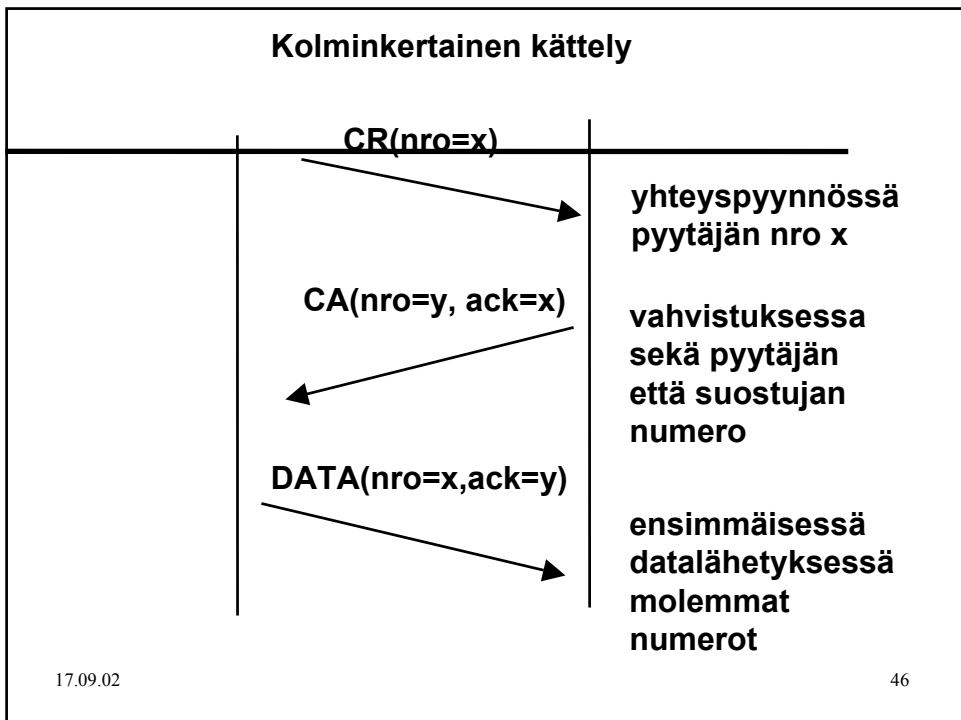 Kolminkertainen kättely
CR(nro=x)
yhteyspyynnössä
pyytäjän nro x
CA(nro=y, ack=x)
vahvistuksessa
sekä pyytäjän
että suostujan
numero
DATA(nro=x,ack=y)
ensimmäisessä
datalähetyksessä
molemmat
numerot
17.09.02
46